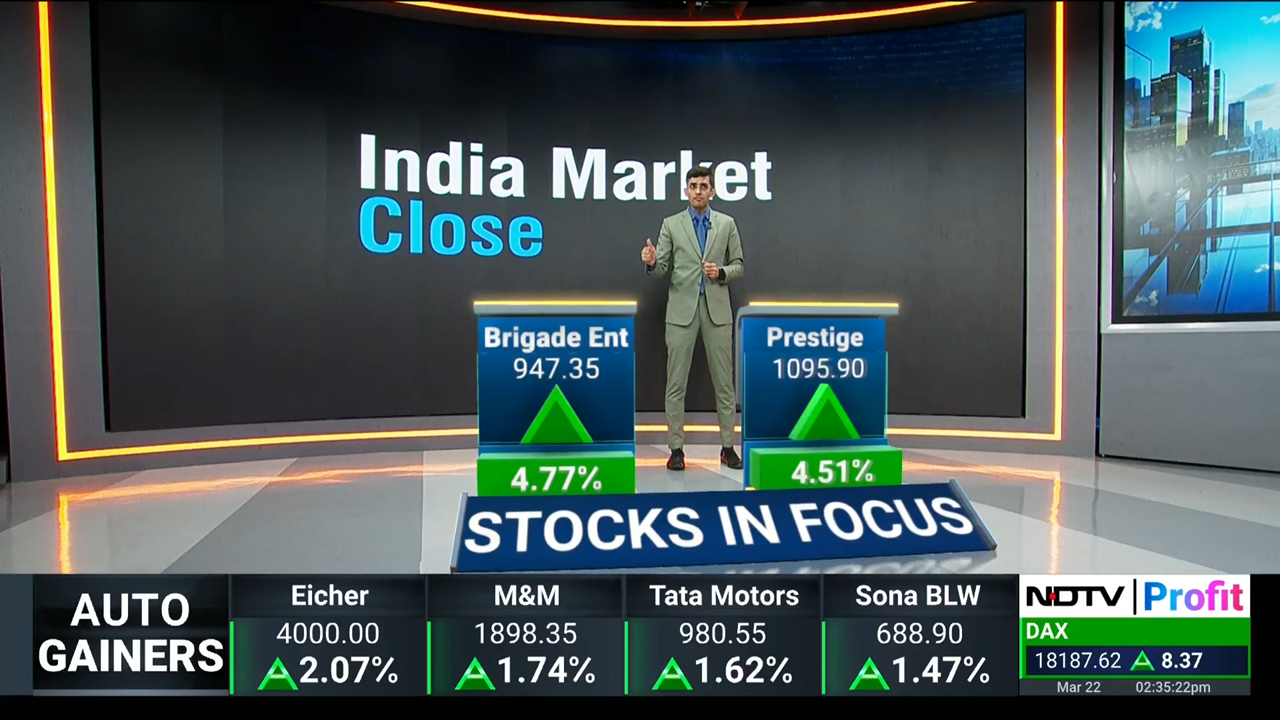 India Market
Close
Brigade Ent
947.35
4.77%
Prestige
1095.90
4.51%
STOCKS IN FOCUS
AUTO
GAINERS
Eicher
4000.00
2.07%
M&M
1898.35
1.74%
Tata Motors
980.55
1.62%
Sona BLW
688.90
1.47%
NDTV | Profit
DAX
18187.62 8.37
Mar 22 02:35:22pm